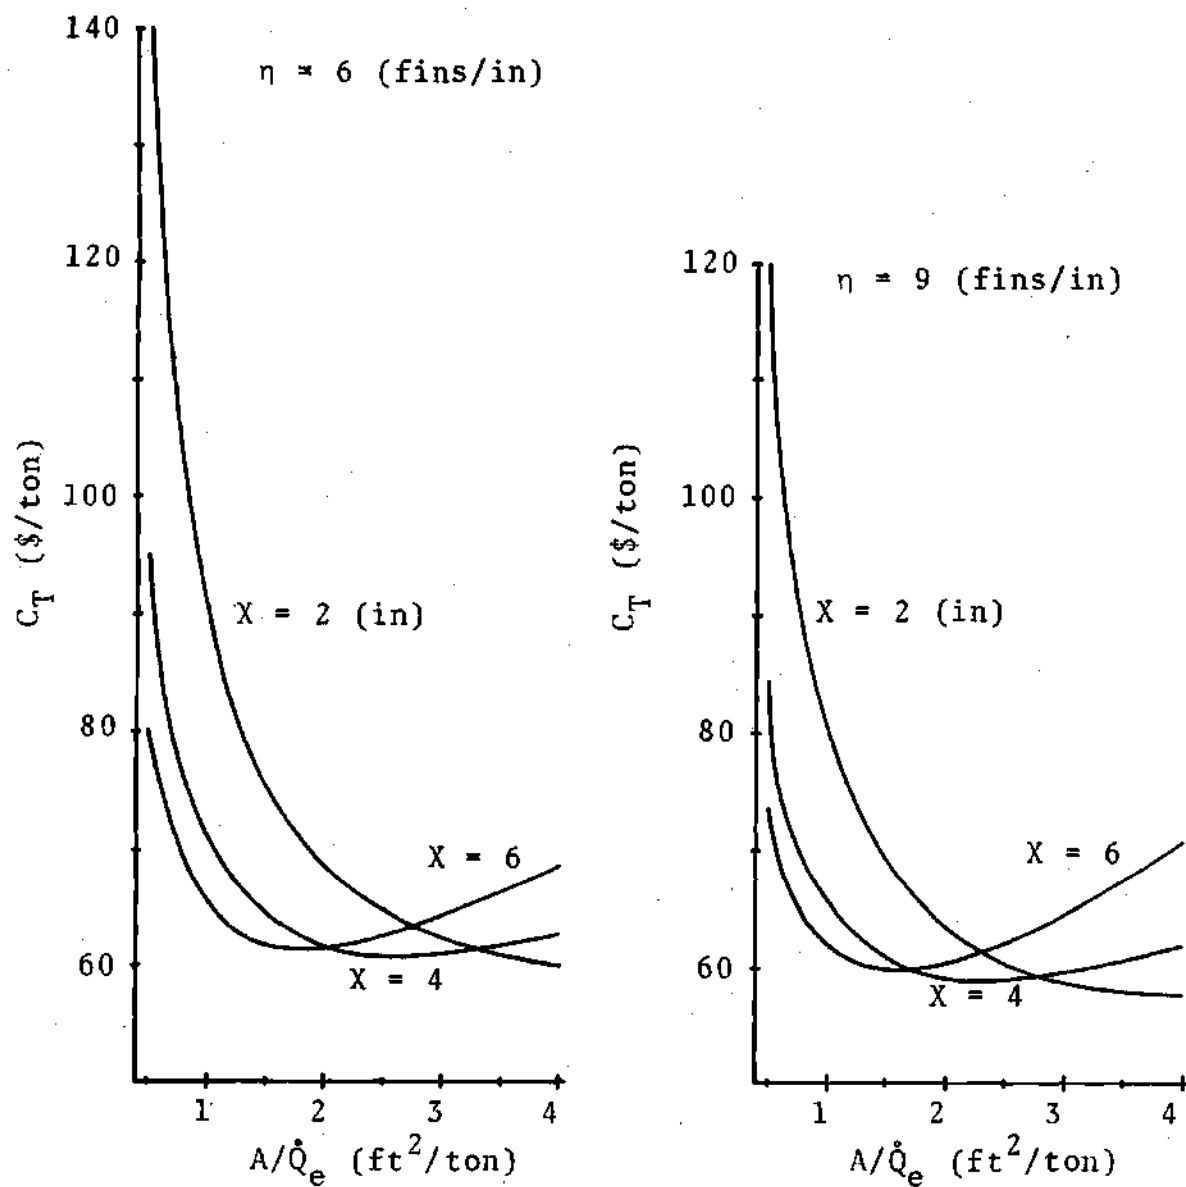 η = 6 (fins/in)
140
120
100
80
60
C_T ($/ton)
X = 2 (in)
X = 6
X = 4
1 2 3 4
A/Q̇_e (ft²/ton)
η = 9 (fins/in)
120
100
80
60
C_T ($/ton)
X = 2 (in)
X = 6
X = 4
1 2 3 4
A/Q̇_e (ft²/ton)